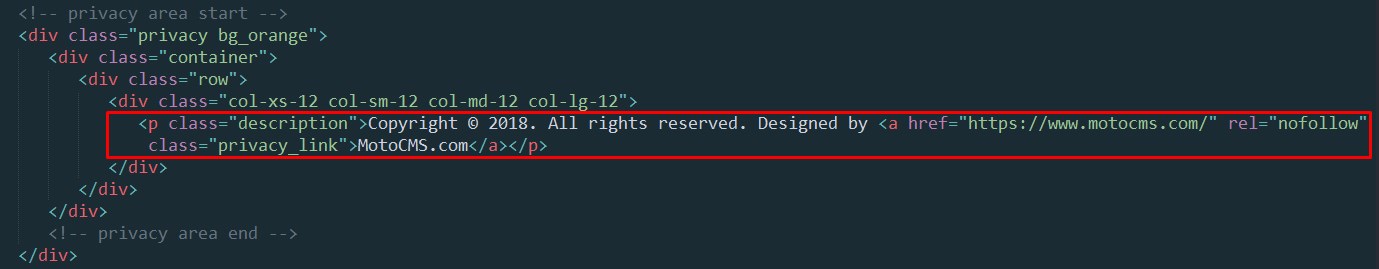 <!-- privacy area start -->
<div class="privacy bg_orange">
<div class="container">
<div class="row">
<div class="col-xs-12 col-sm-12 col-md-12 col-lg-12">
<p class="description">Copyright © 2018. All rights reserved. Designed by <a href="https://www.motocms.com/" rel="nofollow"
class="privacy_link">MotoCMS.com</a></p>
</div>
</div>
</div>
<!-- privacy area end -->
</div>